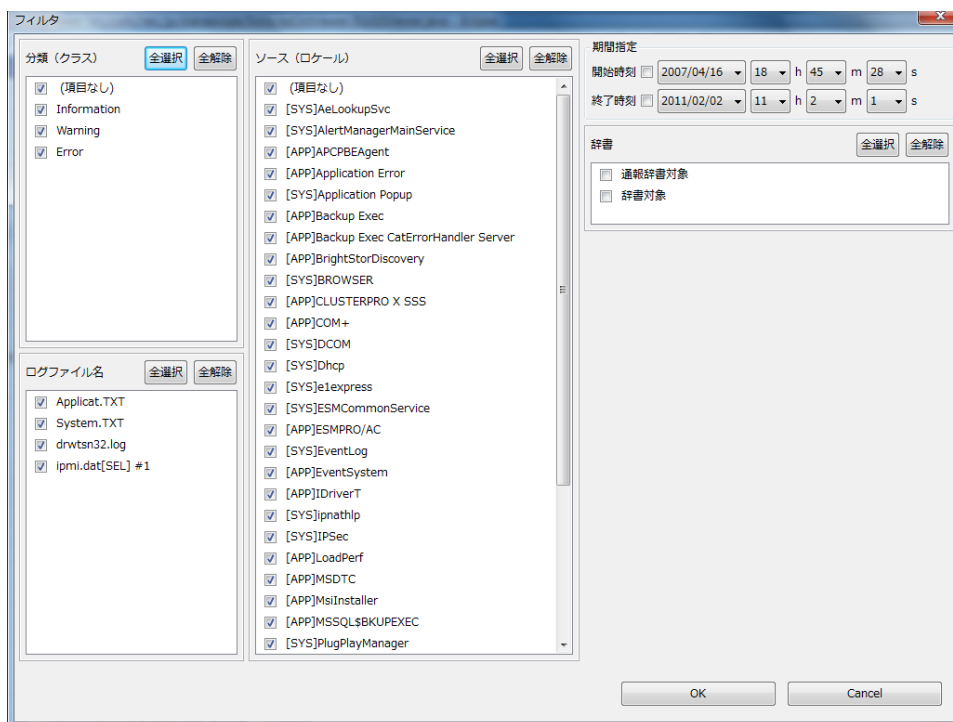 フィルタ
分類（クラス） 全選択 全解除
(項目なし)
Information
Warning
Error
ログファイル名 全選択 全解除
Applicat.TXT
System.TXT
drwtsn32.log
ipmi.dat[SEL] #1
ソース（ロケール） 全選択 全解除
(項目なし)
[SYS]AeLookupSvc
[SYS]AlertManagerMainService
[APP]APCPBEAgent
[APP]Application Error
[SYS]Application Popup
[APP]Backup Exec
[APP]Backup Exec CatErrorHandler Server
[APP]BrightStorDiscovery
[SYS]BROWSER
[APP]CLUSTERPRO X SSS
[APP]COM+
[SYS]DCOM
[SYS]Dhcp
[SYS]e1express
[SYS]ESMCommonService
[APP]ESMPRO/AC
[SYS]EventLog
[APP]EventSystem
[APP]IDriverT
[SYS]ipnathlp
[SYS]IPSec
[APP]LoadPerf
[APP]MSDTC
[APP]MsiInstaller
[APP]MSSQL$BKUPEXEC
[SYS]PlugPlayManager
期間指定
開始時刻 2007/04/16 18 h 45 m 28 s
終了時刻 2011/02/02 11 h 2 m 1 s
辞書 全選択 全解除
通報辞書対象
辞書対象
OK Cancel